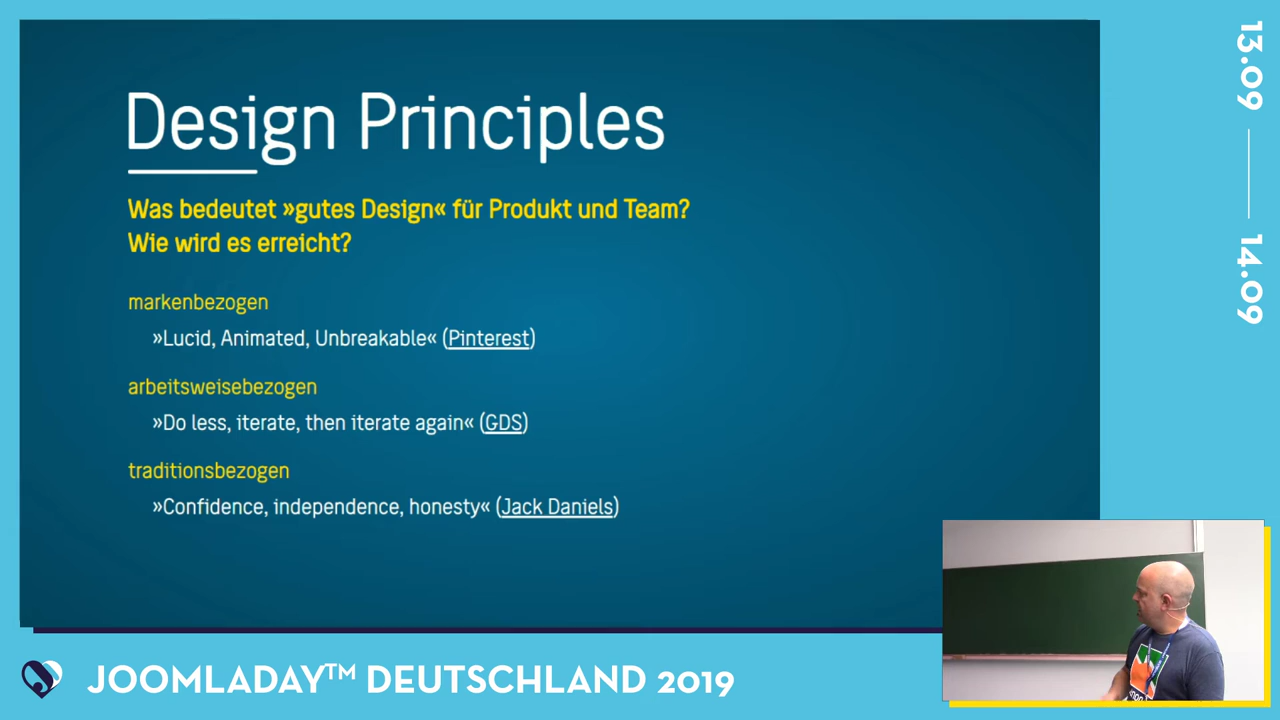 Design Principles
Was bedeutet »gutes Design« für Produkt und Team?
Wie wird es erreicht?
markenbezogen
»Lucid, Animated, Unbreakable« (Pinterest)
arbeitsweisebezogen
»Do less, iterate, then iterate again« (GDS)
traditionsbezogen
»Confidence, independence, honesty« (Jack Daniels)
13.09
14.09
JOOMLADAY™ DEUTSCHLAND 2019